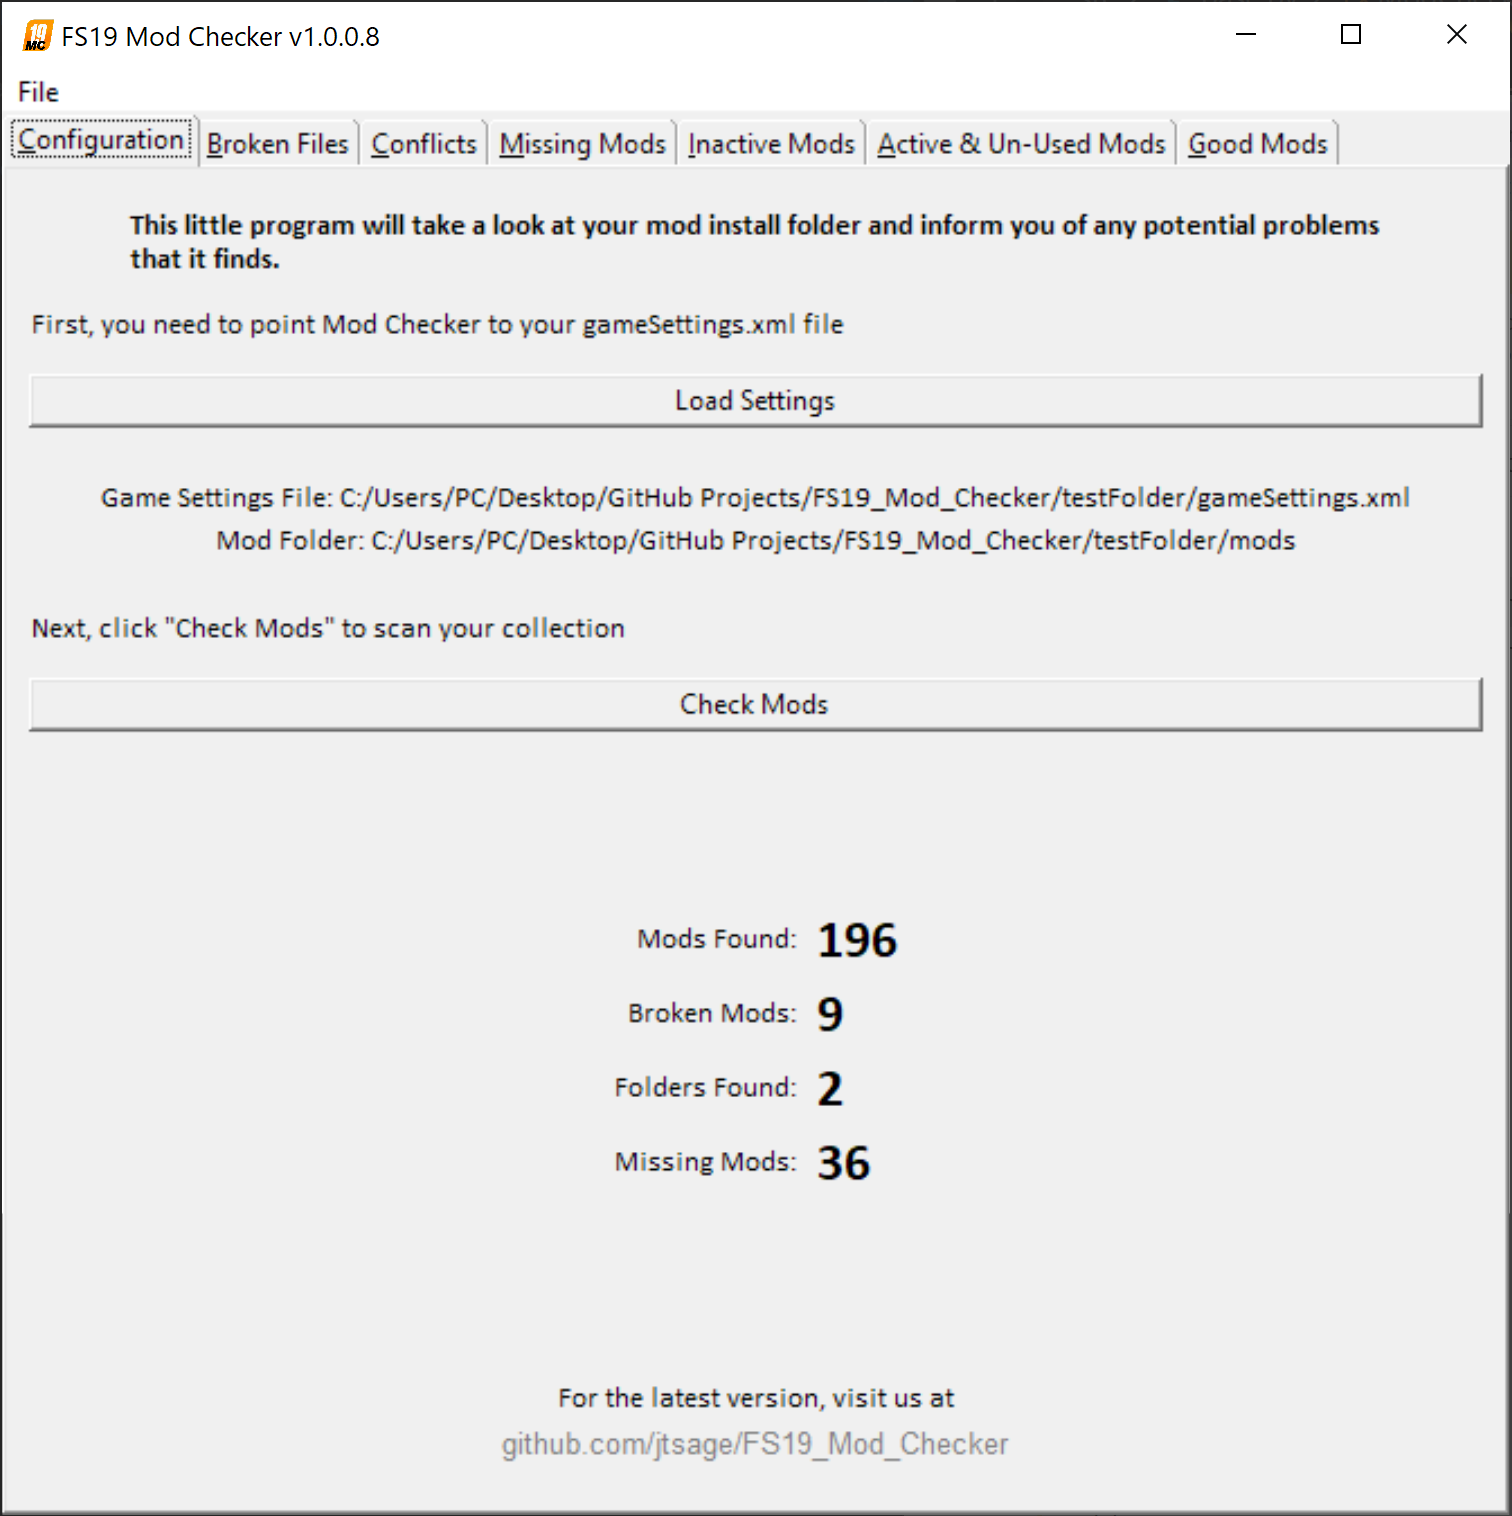 19
MC
FS19 Mod Checker v1.0.0.8
File
Configuration Broken Files Conflicts Missing Mods Inactive Mods Active & Un-Used Mods Good Mods
This little program will take a look at your mod install folder and inform you of any potential problems
that it finds.
First, you need to point Mod Checker to your gameSettings.xml file
Load Settings
Game Settings File: C:/Users/PC/Desktop/GitHub Projects/FS19_Mod_Checker/testFolder/gameSettings.xml
Mod Folder: C:/Users/PC/Desktop/GitHub Projects/FS19_Mod_Checker/testFolder/mods
Next, click "Check Mods" to scan your collection
Check Mods
Mods Found: 196
Broken Mods: 9
Folders Found: 2
Missing Mods: 36
For the latest version, visit us at
github.com/jtsage/FS19_Mod_Checker